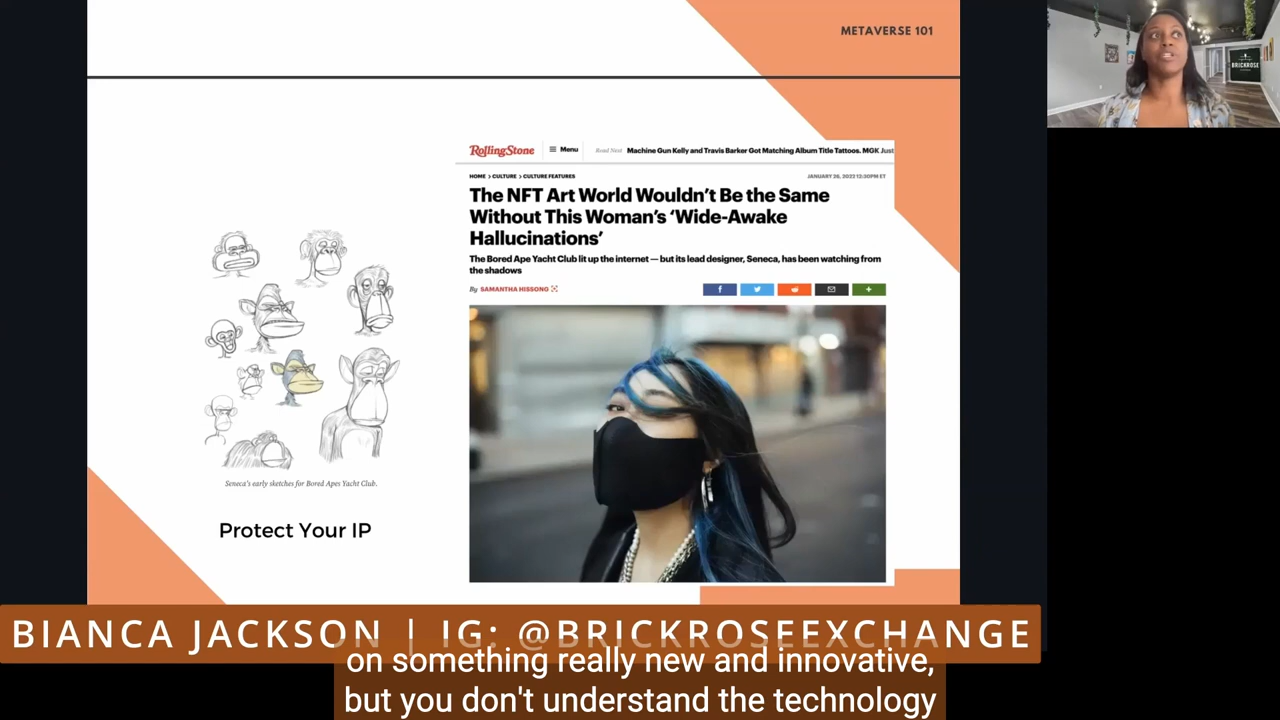 METAVERSE 101
BRICKROSE
RollingStone
Menu
Read Next
Machine Gun Kelly and Travis Barker Got Matching Album Title Tattoos. MGK Just
HOME > CULTURE > CULTURE FEATURES
JANUARY 26, 2022 12:30PM ET
The NFT Art World Wouldn't Be the Same
Without This Woman's 'Wide-Awake
Hallucinations'
The Bored Ape Yacht Club lit up the internet — but its lead designer, Seneca, has been watching from
the shadows
By SAMANTHA HISSONG
Seneca's early sketches for Bored Apes Yacht Club.
Protect Your IP
BIANCA JACKSON | IG: @BRICKROSEEXCHANGE
on something really new and innovative,
but you don't understand the technology